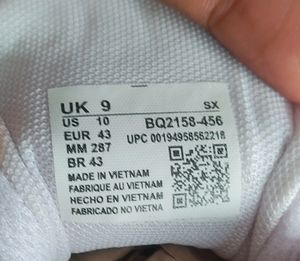 UK 9 SX
US 10 BQ2158-456
EUR 43 UPC 00194958562218
MM 287
BR 43
MADE IN VIETNAM
FABRIQUE AU VIETNAM
HECHO EN VIETNAM
FABRICADO NO VIETNA